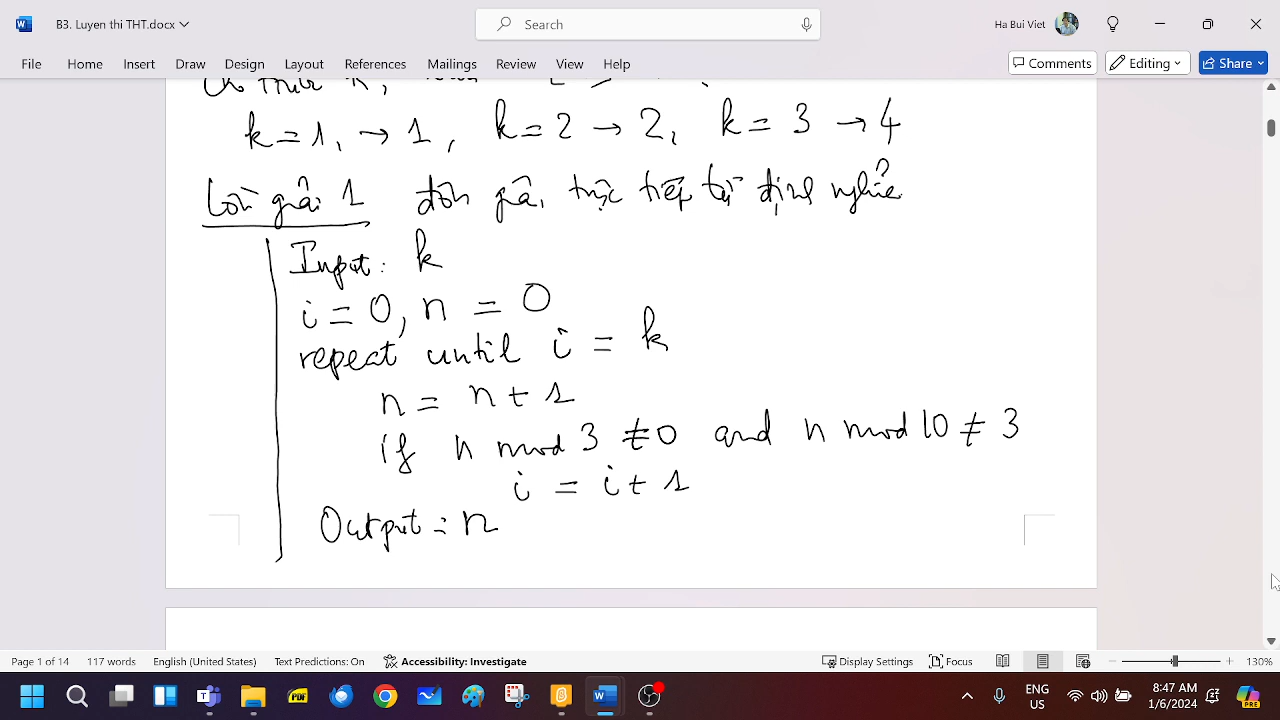 B3. Luyen thi THT.docx
Search
Ha Bui Viet
File Home Insert Draw Design Layout References Mailings Review View Help
Comments Editing Share
k = 1, → 1, k = 2 → 2, k = 3 → 4
Lời giải 1 đơn giản, trực tiếp từ định nghĩa
Input: k
i = 0, n = 0
repeat until i = k
n = n + 1
if n mod 3 ≠ 0 and n mod 10 ≠ 3
i = i + 1
Output: n
Page 1 of 14 117 words English (United States) Text Predictions: On Accessibility: Investigate Display Settings Focus 130%
ENG US 8:47 AM 1/6/2024
PDF
PRE